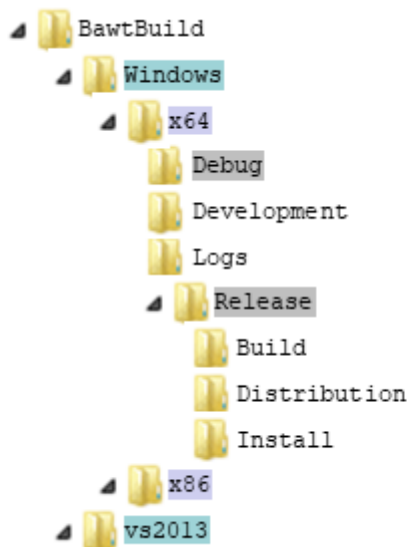 BawtBuild
Windows
x64
Debug
Development
Logs
Release
Build
Distribution
Install
x86
vs2013